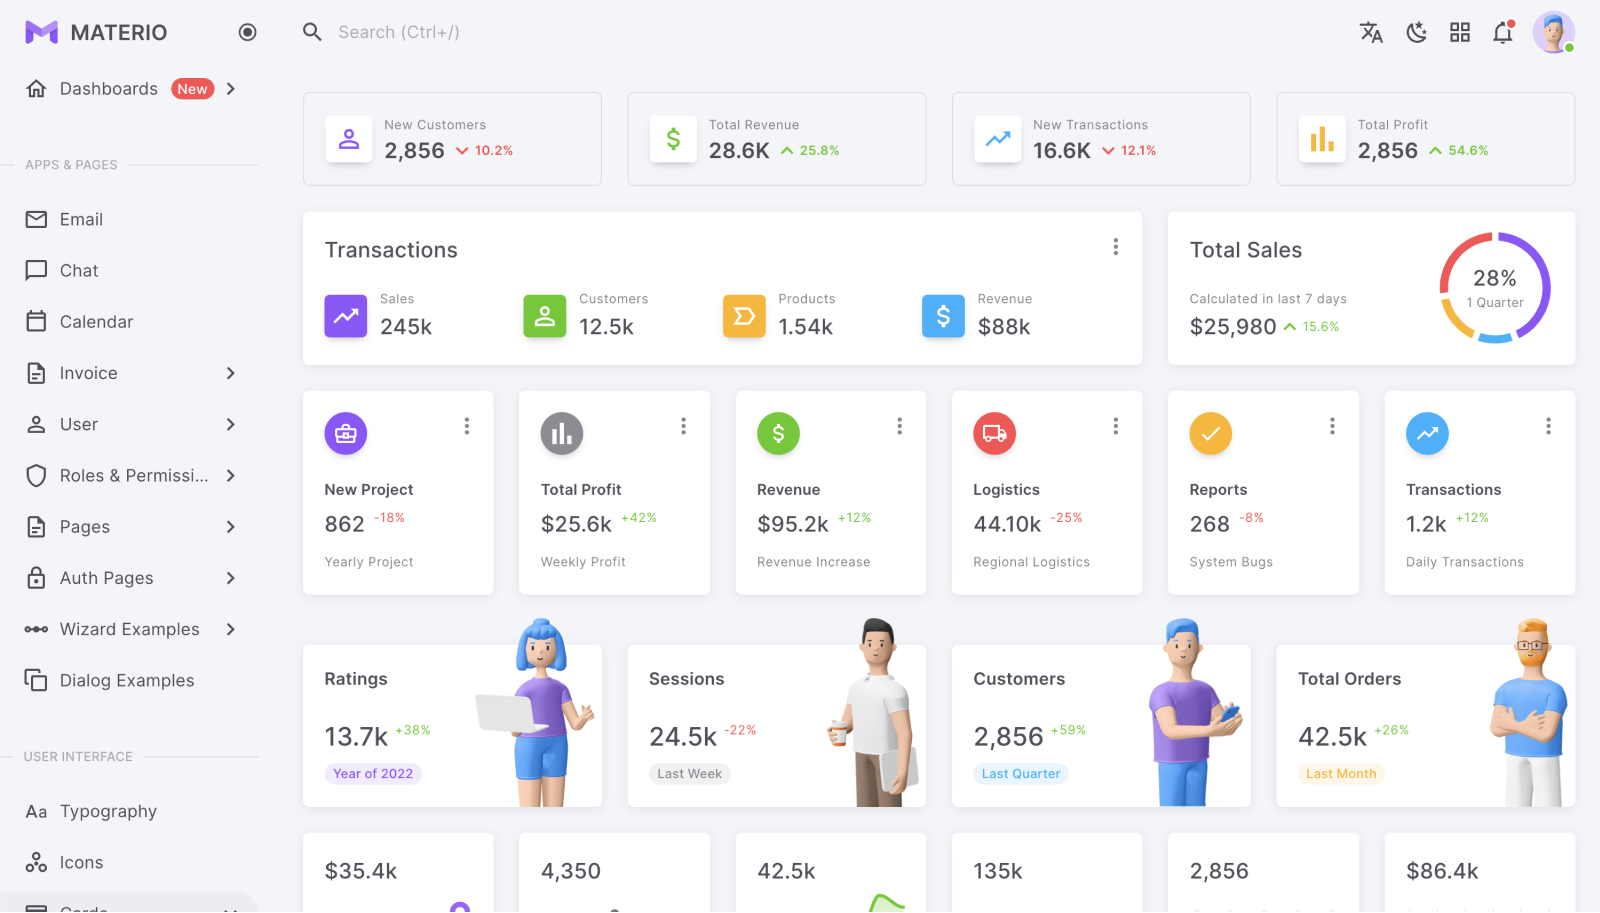 MATERIO
Search (Ctrl+/)
Dashboards New
APPS & PAGES
Email
Chat
Calendar
Invoice
User
Roles & Permissi...
Pages
Auth Pages
Wizard Examples
Dialog Examples
USER INTERFACE
Aa Typography
Icons
Cards
New Customers
2,856 10.2%
Total Revenue
28.6K 25.8%
New Transactions
16.6K 12.1%
Total Profit
2,856 54.6%
Transactions
Sales
245k
Customers
12.5k
Products
1.54k
Revenue
$88k
Total Sales
Calculated in last 7 days
$25,980 15.6%
28%
1 Quarter
New Project
862 -18%
Yearly Project
Total Profit
$25.6k +42%
Weekly Profit
Revenue
$95.2k +12%
Revenue Increase
Logistics
44.10k -25%
Regional Logistics
Reports
268 -8%
System Bugs
Transactions
1.2k +12%
Daily Transactions
Ratings
13.7k +38%
Year of 2022
Sessions
24.5k -22%
Last Week
Customers
2,856 +59%
Last Quarter
Total Orders
42.5k +26%
Last Month
$35.4k
4,350
42.5k
135k
2,856
$86.4k